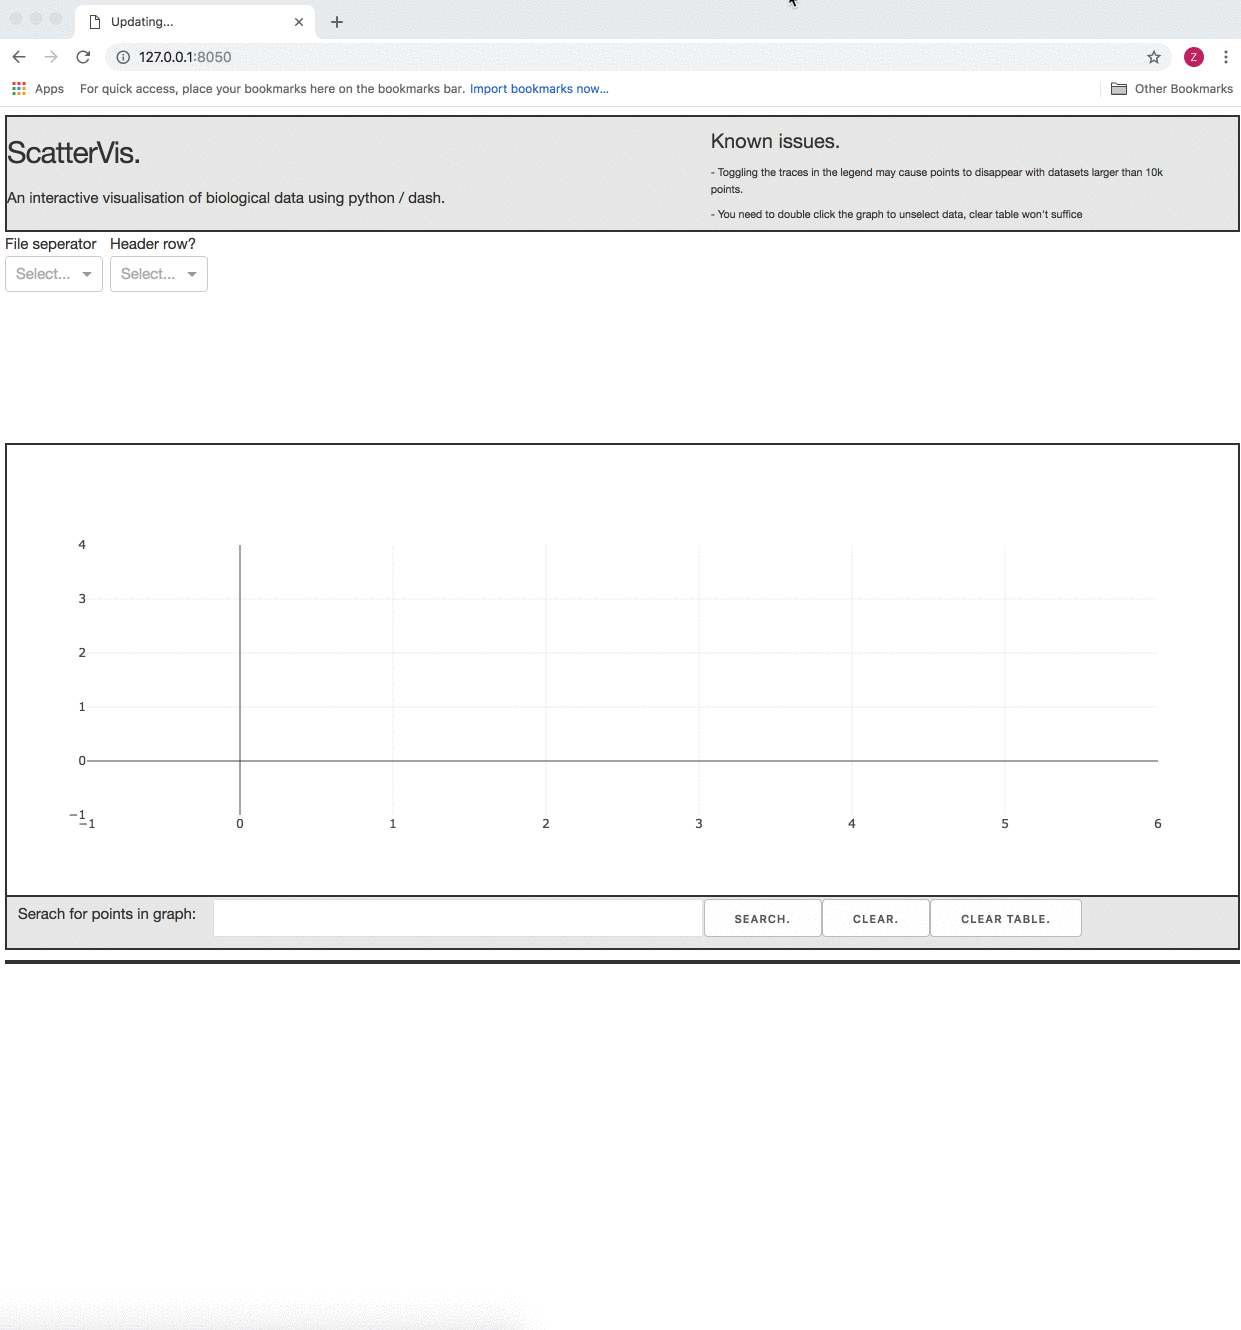 Updating...
127.0.0.1:8050
Z
Apps For quick access, place your bookmarks here on the bookmarks bar. Import bookmarks now... Other Bookmarks
ScatterVis.
An interactive visualisation of biological data using python / dash.
Known issues.
- Toggling the traces in the legend may cause points to disappear with datasets larger than 10k
points.
- You need to double click the graph to unselect data, clear table won't suffice
File seperator Header row?
Select... Select...
4
3
2
1
0
−1
−1 0 1 2 3 4 5 6
Serach for points in graph: SEARCH. CLEAR. CLEAR TABLE.